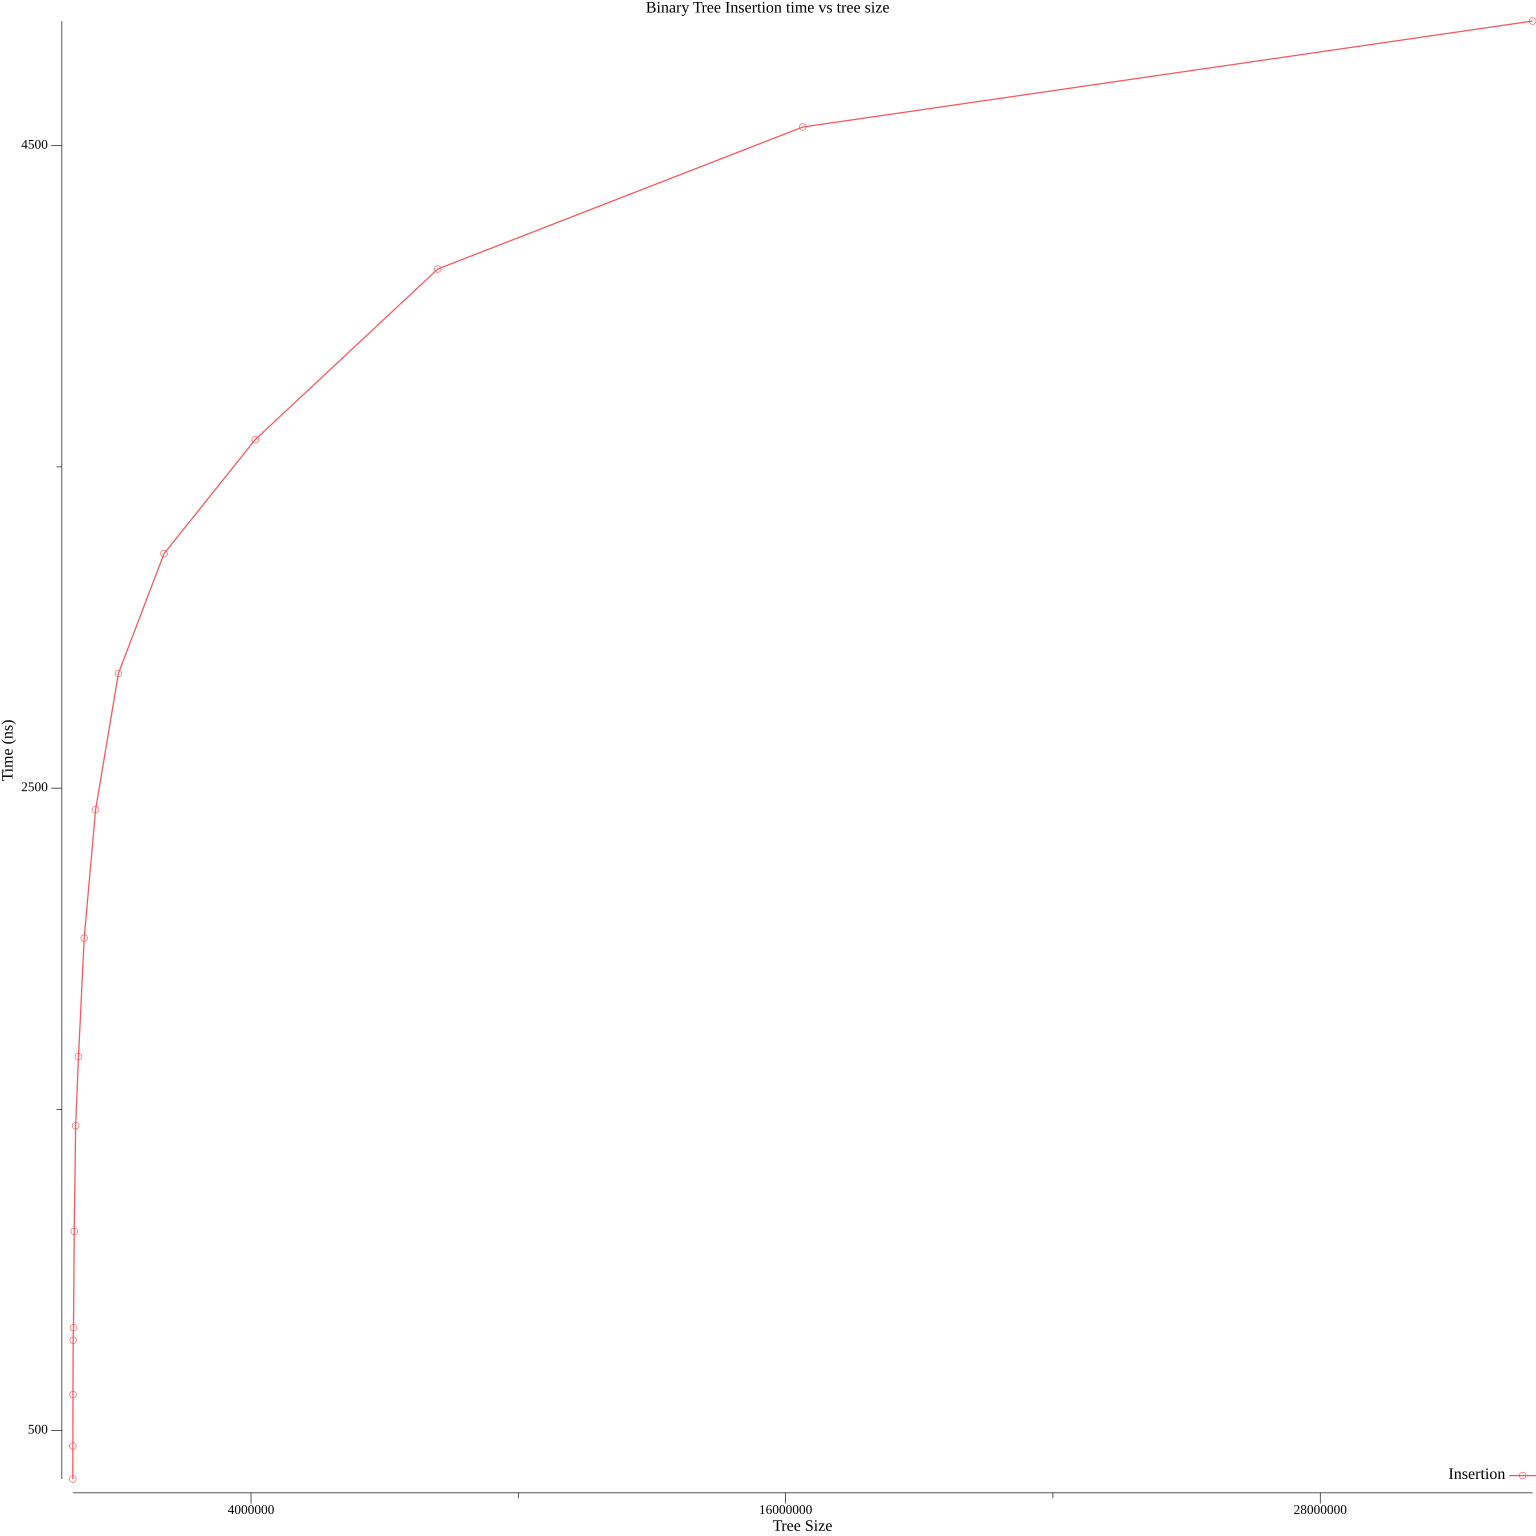 Binary Tree Insertion time vs tree size
4500
2500
500
Time (ns)
Insertion
4000000
16000000
28000000
Tree Size